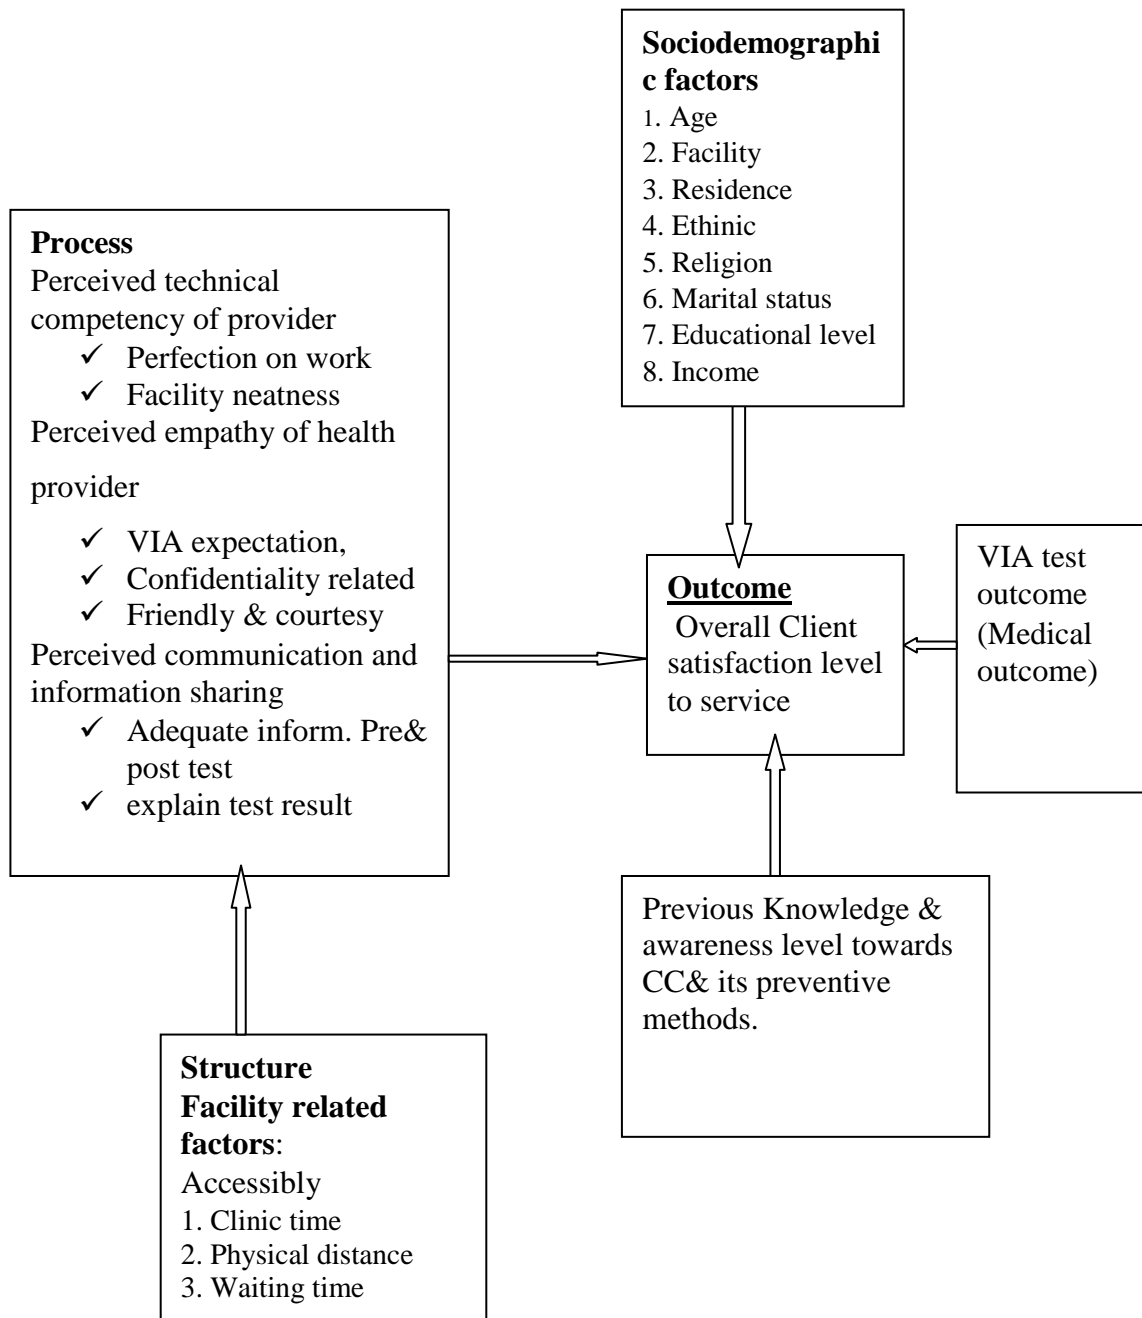 Sociodemographi
c factors
1. Age
2. Facility
3. Residence
4. Ethinic
5. Religion
6. Marital status
7. Educational level
8. Income
Process
Perceived technical
competency of provider
✓ Perfection on work
✓ Facility neatness
Perceived empathy of health
provider
✓ VIA expectation,
✓ Confidentiality related
✓ Friendly & courtesy
Perceived communication and
information sharing
✓ Adequate inform. Pre&
post test
✓ explain test result
Outcome
Overall Client
satisfaction level
to service
VIA test
outcome
(Medical
outcome)
Previous Knowledge &
awareness level towards
CC& its preventive
methods.
Structure
Facility related
factors:
Accessibly
1. Clinic time
2. Physical distance
3. Waiting time